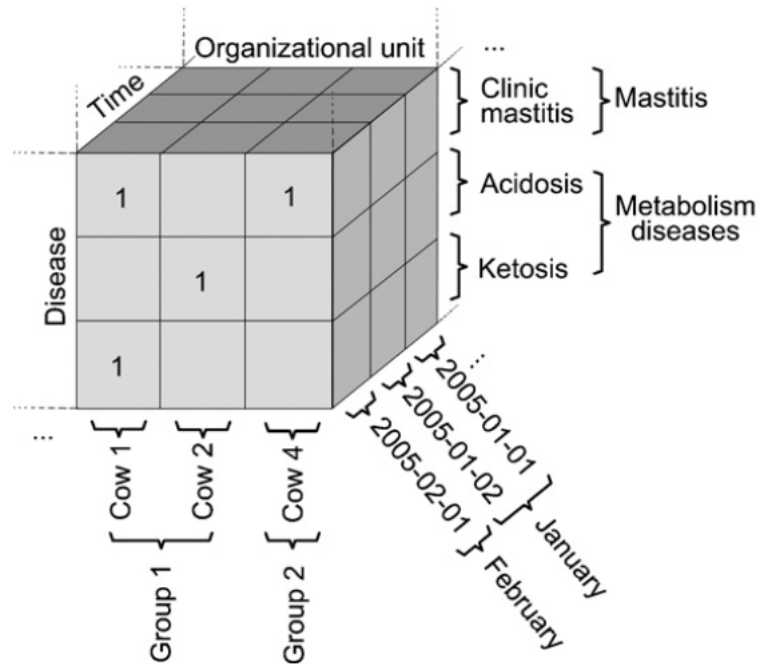 Organizational unit
...
Time
Clinic
mastitis
Mastitis
Disease
1
1
Acidosis
Metabolism
diseases
1
Ketosis
1
...
...
Cow 1
Cow 2
Cow 4
2005-01-01
2005-01-02
2005-02-01
January
February
Group 1
Group 2